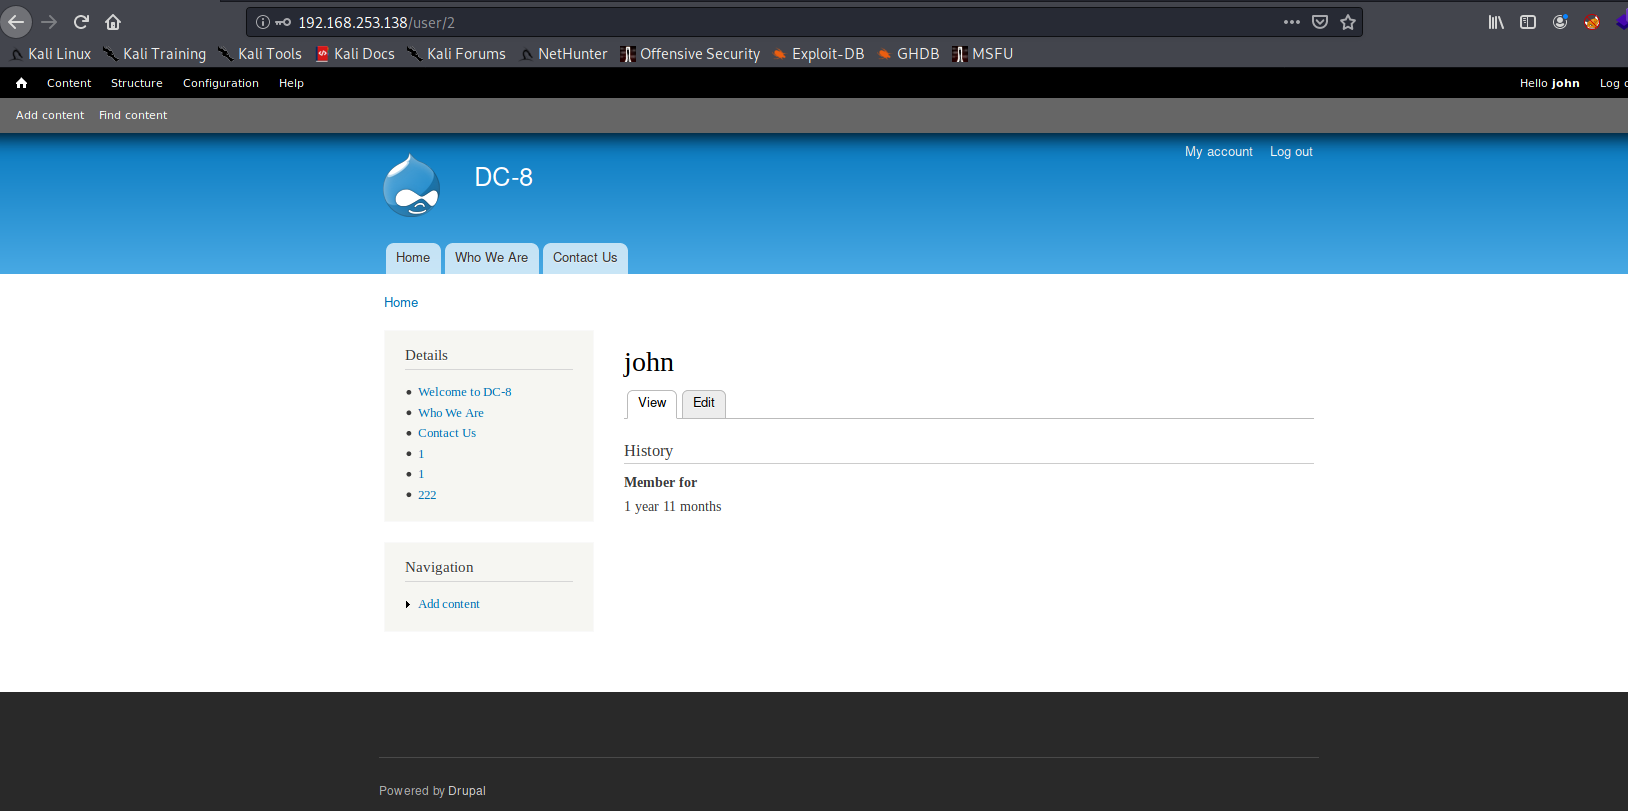 192.168.253.138/user/2
Kali Linux Kali Training Kali Tools Kali Docs Kali Forums NetHunter Offensive Security Exploit-DB GHDB MSFU
Content Structure Configuration Help Hello john Log o
Add content Find content
My account Log out
DC-8
Home Who We Are Contact Us
Home
Details
Welcome to DC-8
Who We Are
Contact Us
1
1
222
Navigation
Add content
john
View Edit
History
Member for
1 year 11 months
Powered by Drupal